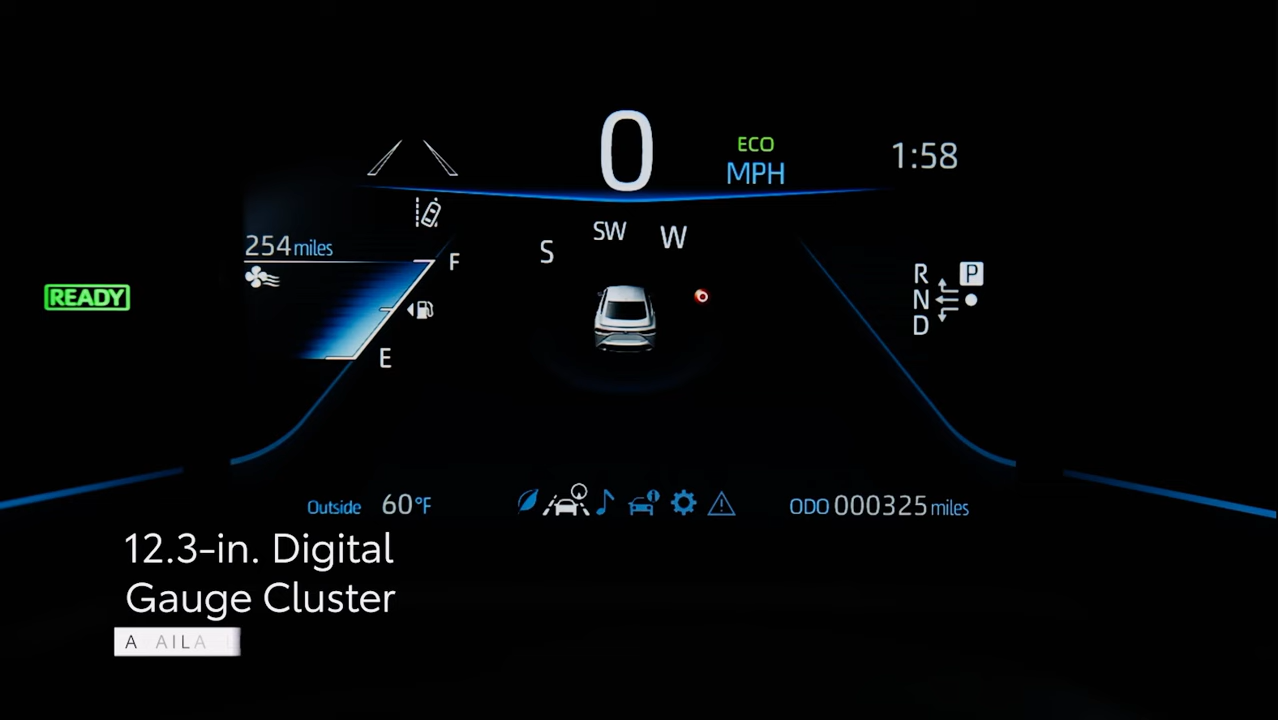 0
ECO
MPH
1:58
S
SW
W
254 miles
F
E
READY
R
P
N
D
Outside 60°F
ODO 000325 miles
12.3-in. Digital
Gauge Cluster